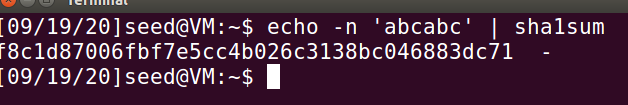 Terminal
[09/19/20]seed@VM:~$ echo -n 'abcabc' | sha1sum
f8c1d87006fbf7e5cc4b026c3138bc046883dc71  -
[09/19/20]seed@VM:~$